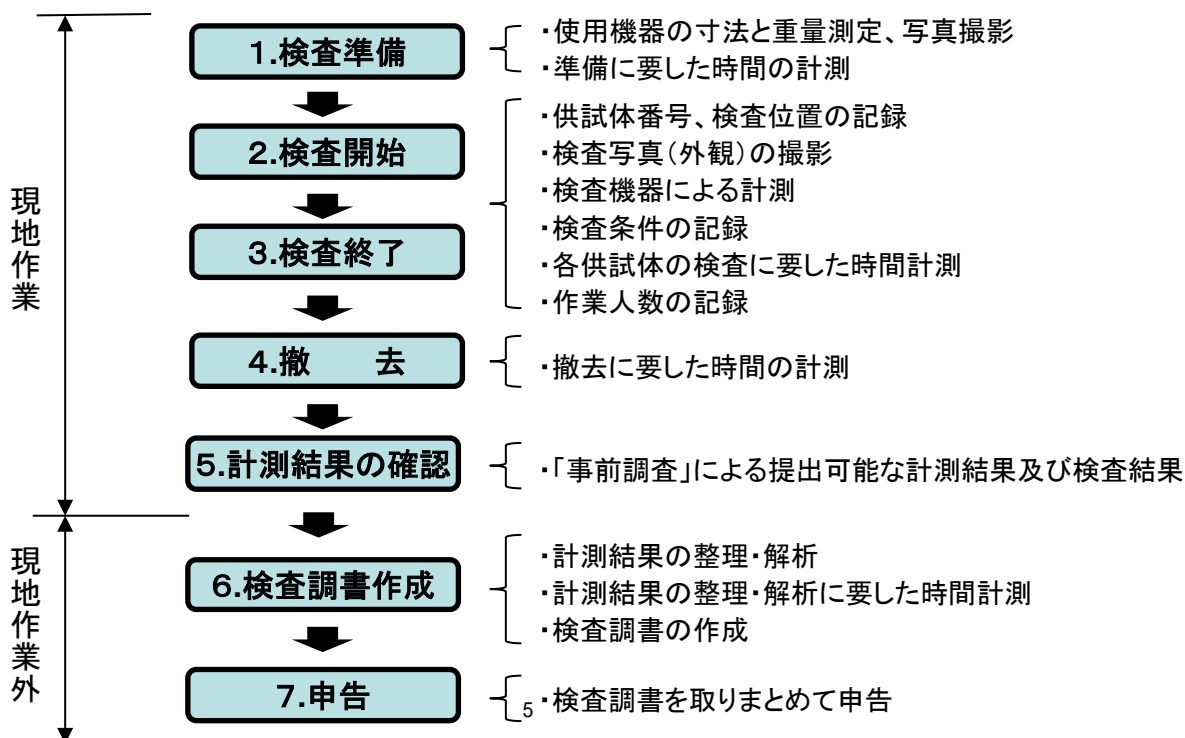 現地作業
1.検査準備
・使用機器の寸法と重量測定、写真撮影
・準備に要した時間の計測
2.検査開始
3.検査終了
・供試体番号、検査位置の記録
・検査写真(外観)の撮影
・検査機器による計測
・検査条件の記録
・各供試体の検査に要した時間計測
・作業人数の記録
4.撤　去
・撤去に要した時間の計測
5.計測結果の確認
・「事前調査」による提出可能な計測結果及び検査結果
現地作業外
6.検査調書作成
・計測結果の整理・解析
・計測結果の整理・解析に要した時間計測
・検査調書の作成
7.申告
・検査調書を取りまとめて申告
5